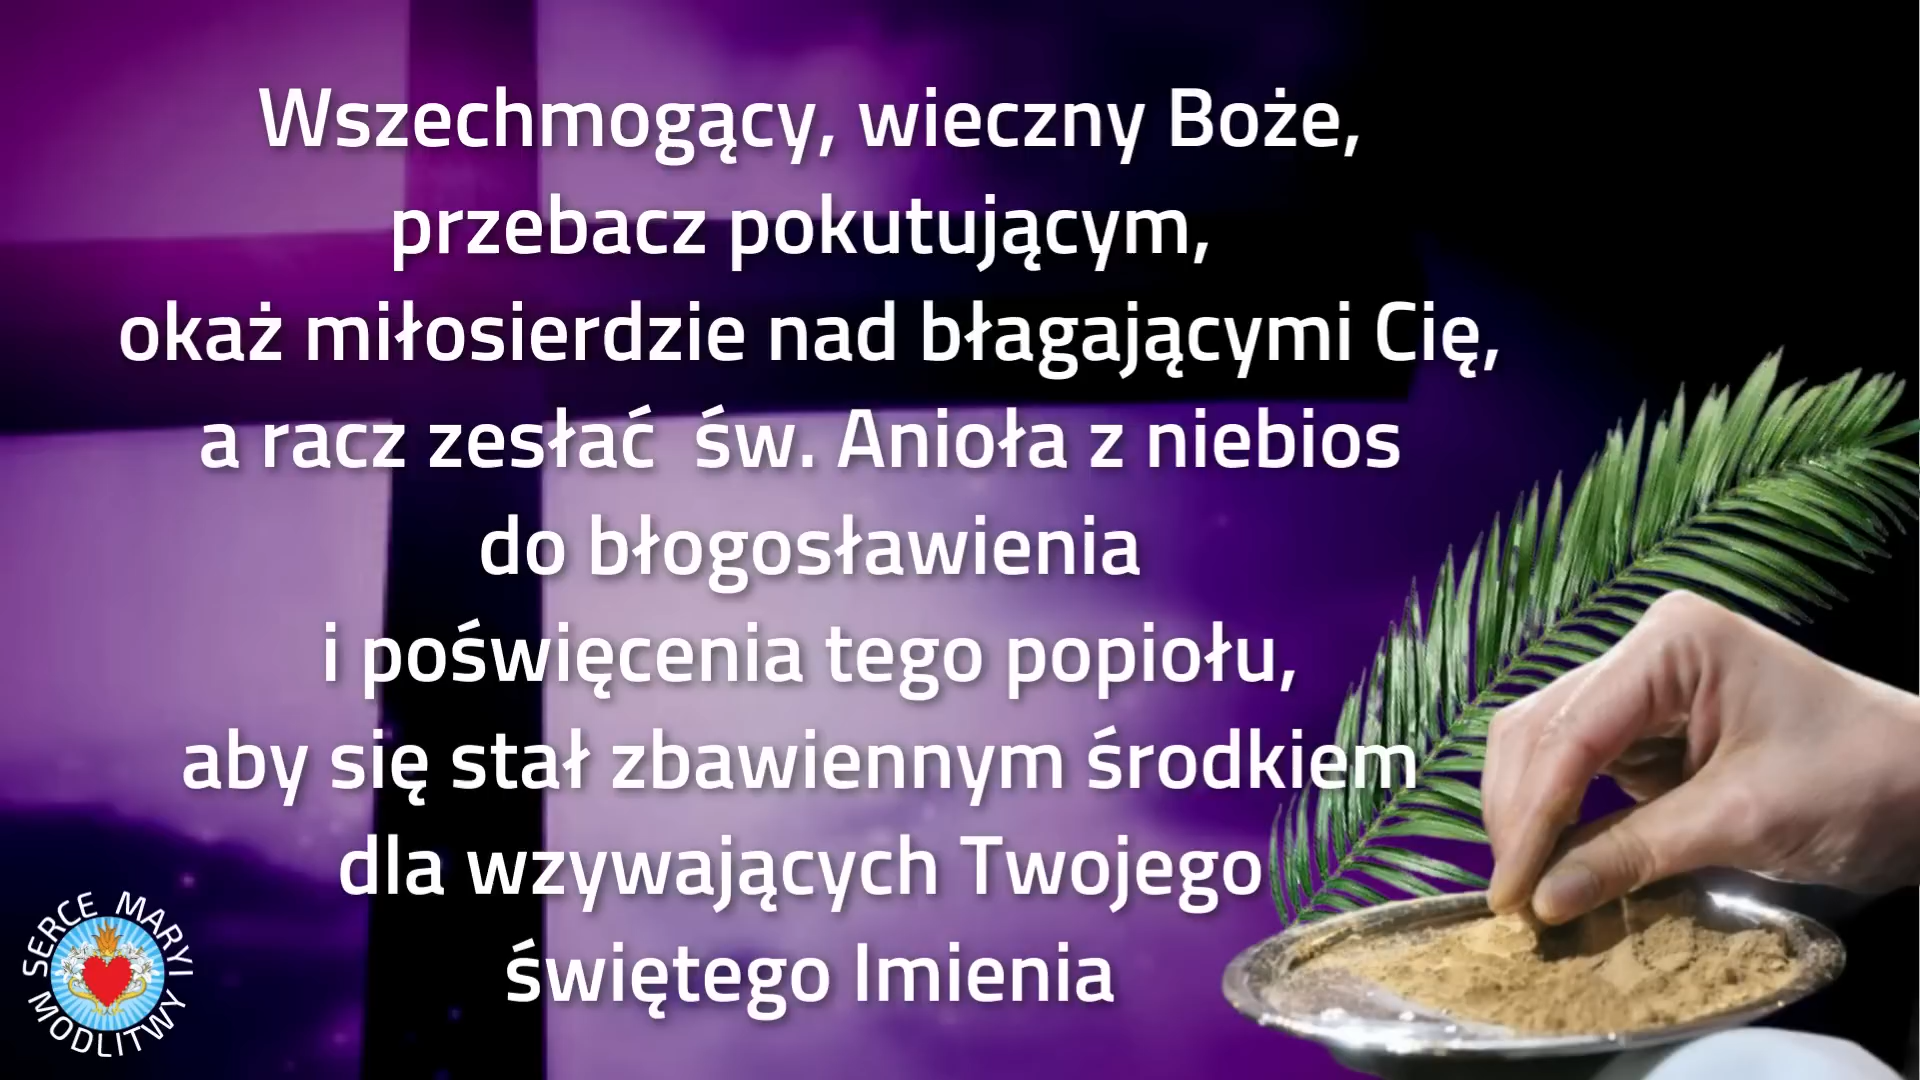 Wszechmogący, wieczny Boże,
przebacz pokutującym,
okaż miłosierdzie nad błagającymi Cię,
a racz zesłać  św. Anioła z niebios
do błogosławienia
i poświęcenia tego popiołu,
aby się stał zbawiennym środkiem
dla wzywających Twojego
świętego Imienia
SERCE MARYI
MODLITWY